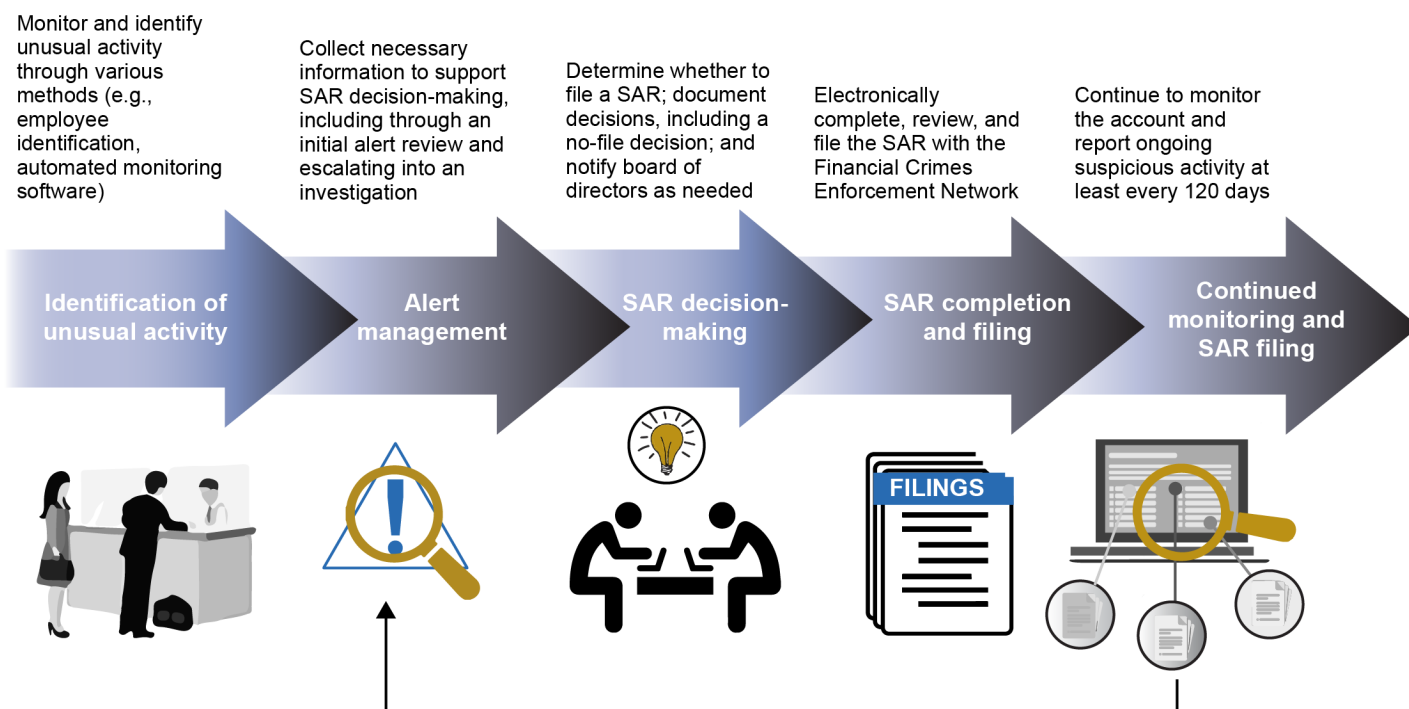 Monitor and identify
unusual activity
through various
methods (e.g.,
employee
identification,
automated monitoring
software)
Collect necessary
information to support
SAR decision-making,
including through an
initial alert review and
escalating into an
investigation
Determine whether to
file a SAR; document
decisions, including a
no-file decision; and
notify board of
directors as needed
Electronically
complete, review, and
file the SAR with the
Financial Crimes
Enforcement Network
Continue to monitor
the account and
report ongoing
suspicious activity at
least every 120 days
Identification of
unusual activity
Alert
management
SAR decision-
making
SAR completion
and filing
Continued
monitoring and
SAR filing
FILINGS